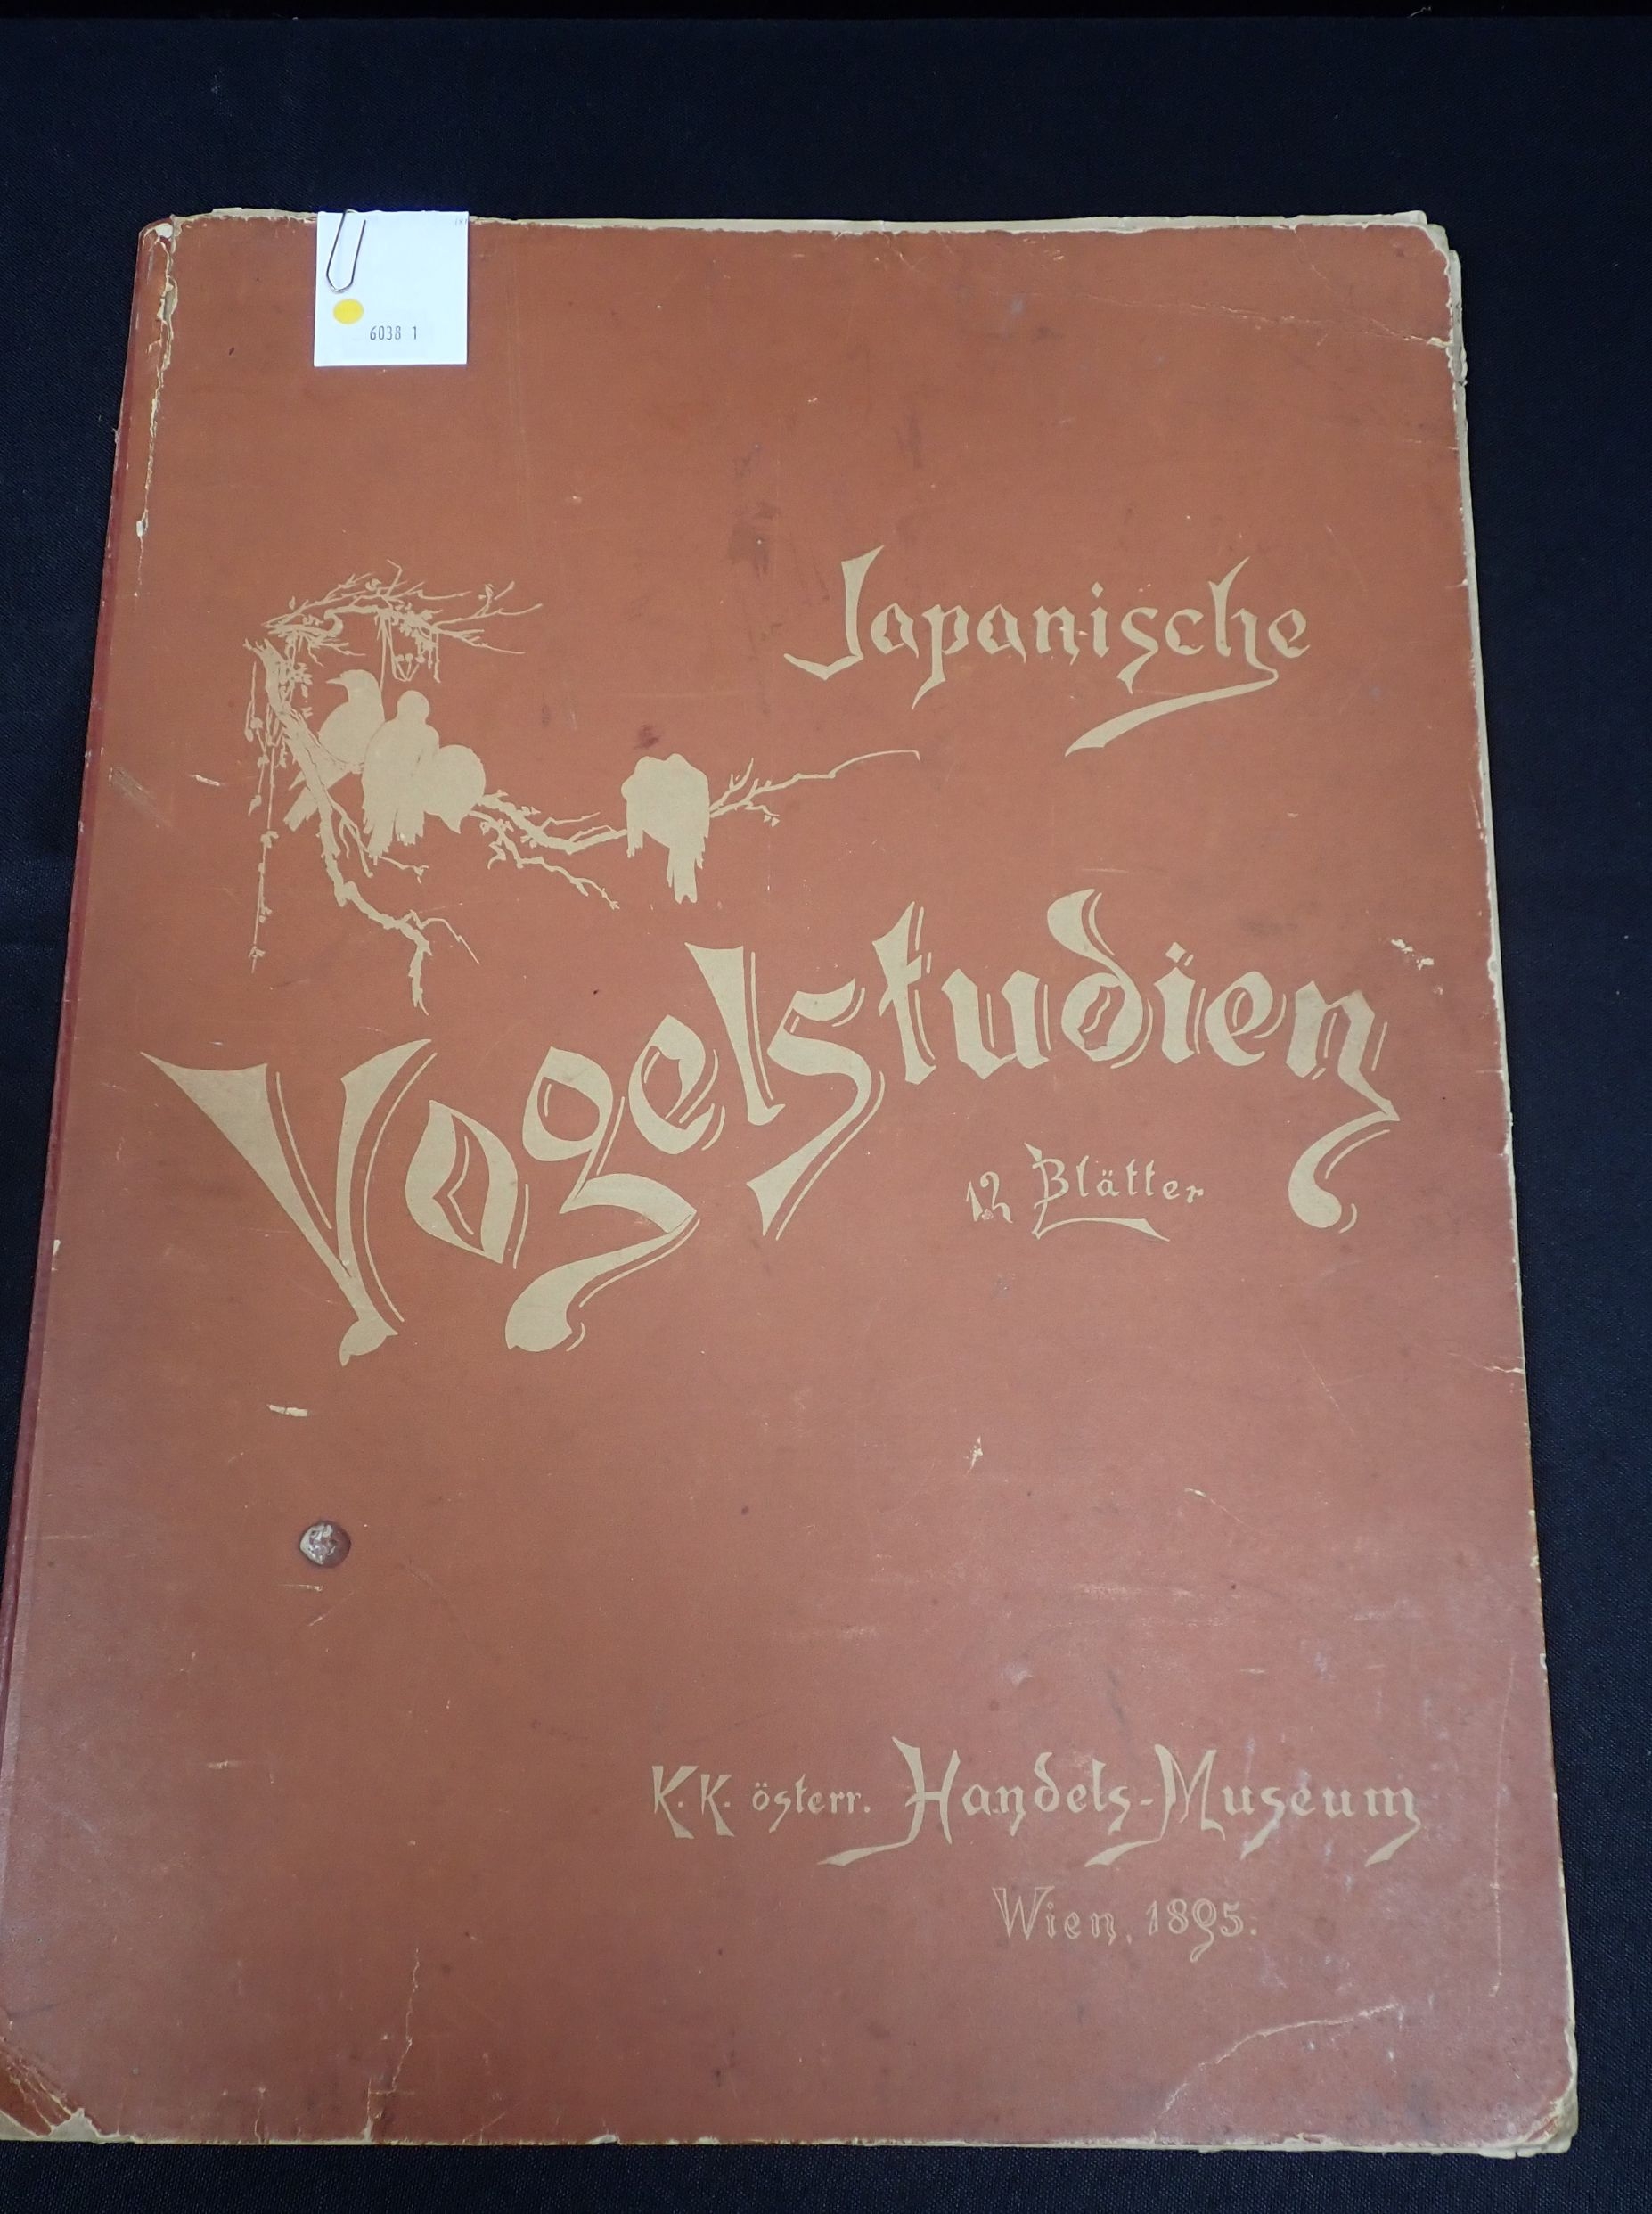 6038 1
Japanische
Vogelstudien
12 Blätter
K.K. österr. Handels-Museum
Wien, 1895.